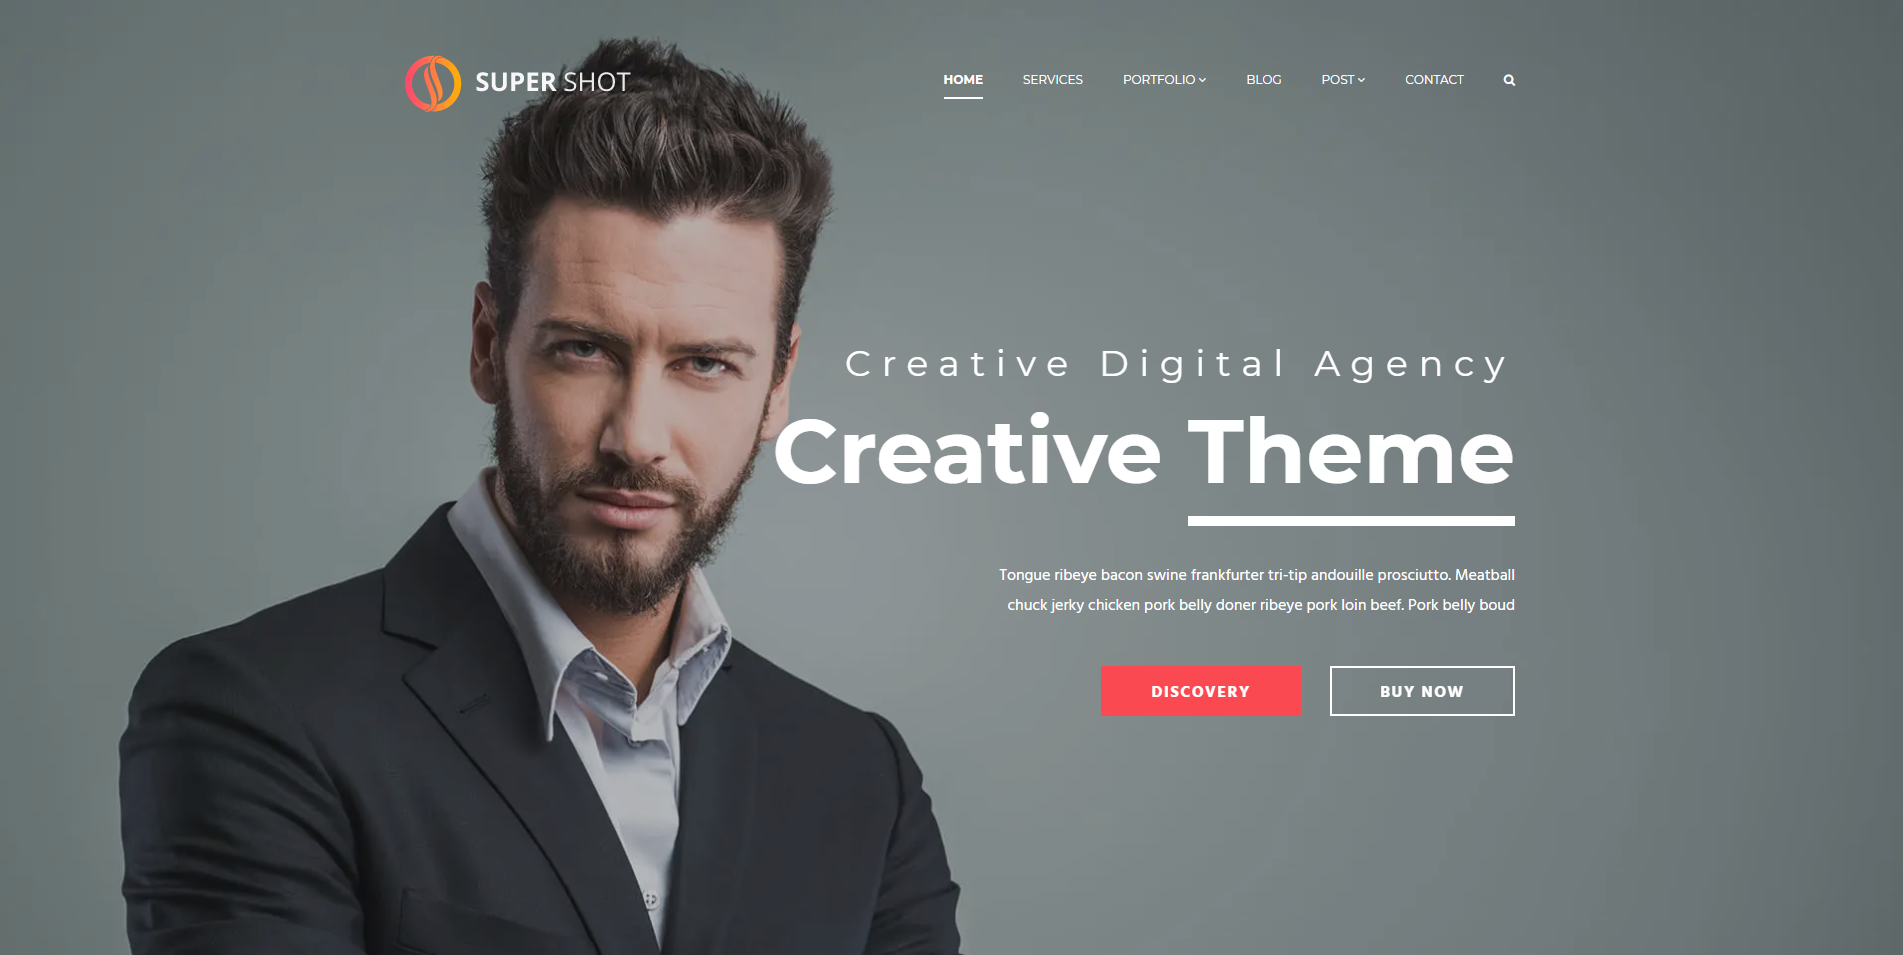 SUPER SHOT
HOME SERVICES PORTFOLIO BLOG POST CONTACT
Creative Digital Agency
Creative Theme
Tongue ribeye bacon swine frankfurter tri-tip andouille prosciutto. Meatball
chuck jerky chicken pork belly doner ribeye pork loin beef. Pork belly boud
DISCOVERY BUY NOW